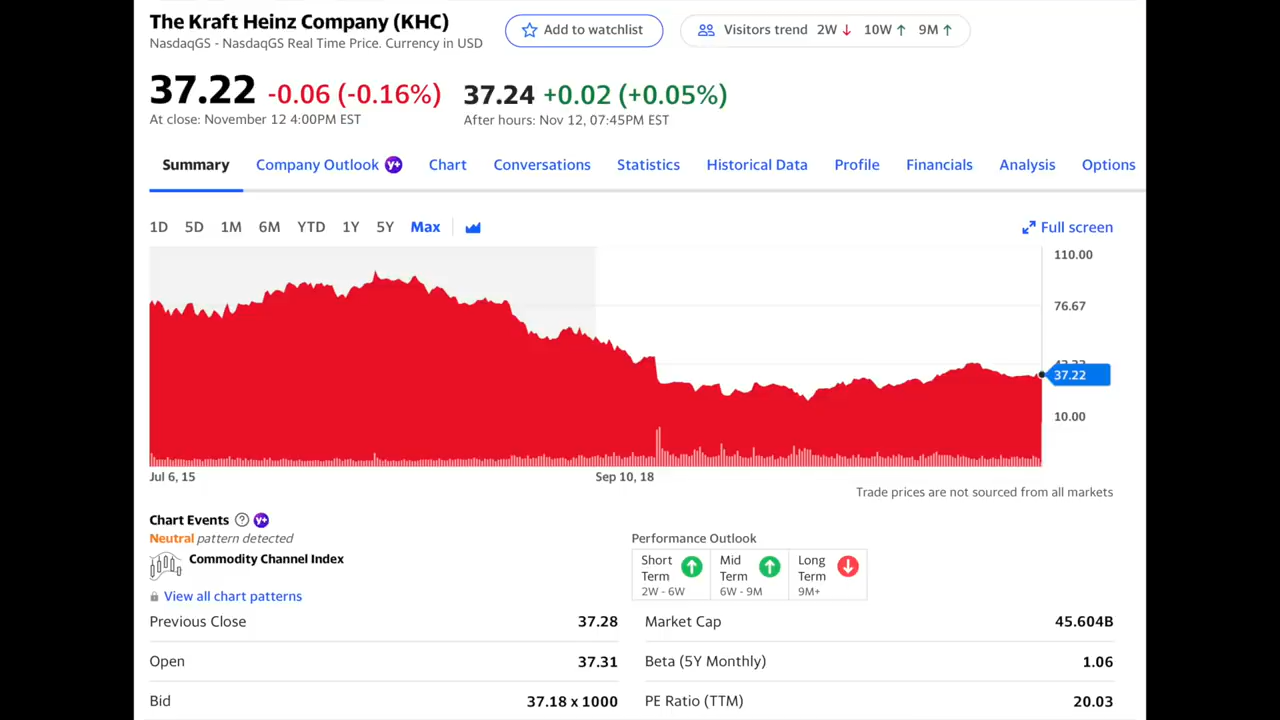 The Kraft Heinz Company (KHC)
NasdaqGS - NasdaqGS Real Time Price. Currency in USD
Add to watchlist
Visitors trend 2W ↓ 10W ↑ 9M ↑
37.22 -0.06 (-0.16%)
At close: November 12 4:00PM EST
37.24 +0.02 (+0.05%)
After hours: Nov 12, 07:45PM EST
Summary Company Outlook Y+ Chart Conversations Statistics Historical Data Profile Financials Analysis Options
1D 5D 1M 6M YTD 1Y 5Y Max
Full screen
110.00
76.67
37.22
10.00
Jul 6, 15
Sep 10, 18
Trade prices are not sourced from all markets
Chart Events ? Y+
Neutral pattern detected
Commodity Channel Index
View all chart patterns
Performance Outlook
Short Term 2W - 6W
Mid Term 6W - 9M
Long Term 9M+
Previous Close 37.28
Open 37.31
Bid 37.18 x 1000
Market Cap 45.604B
Beta (5Y Monthly) 1.06
PE Ratio (TTM) 20.03